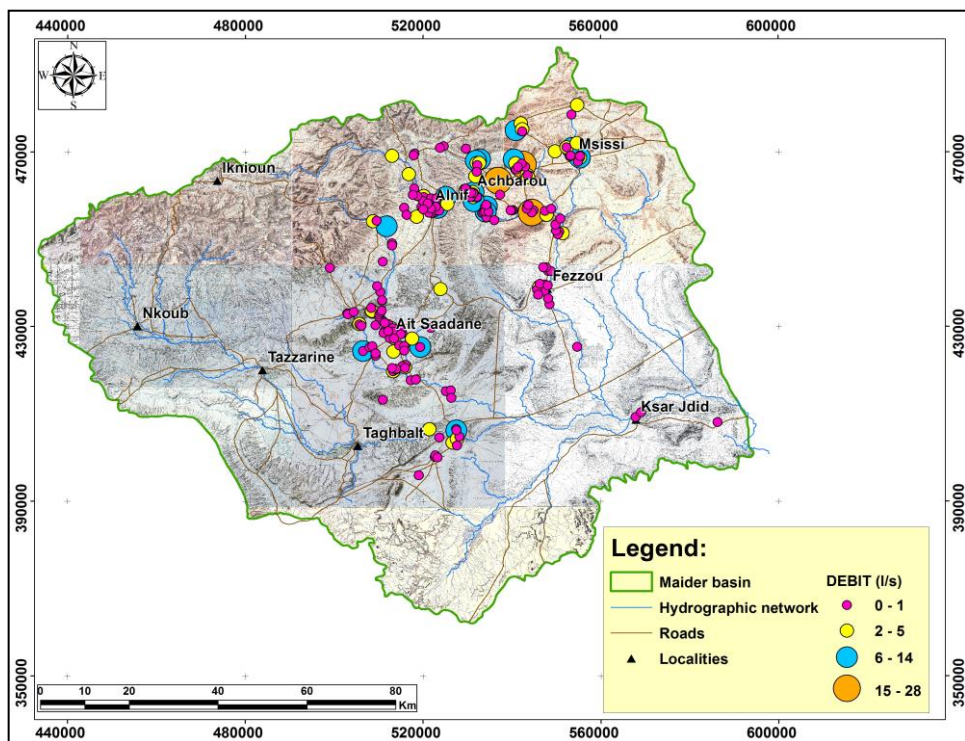 440000 480000 520000 560000 600000
N
W E
S
470000 470000
Iknioun
Msissi
Achbarou
Alnif
Fezzou
430000 430000
Nkoub
Ait Saadane
Tazzarine
Ksar Jdid
Taghbalt
390000 390000
Legend:
Maider basin
Hydrographic network
Roads
Localities
DEBIT (l/s)
0 - 1
2 - 5
6 - 14
15 - 28
350000 350000
0 10 20 40 60 80
Km
440000 480000 520000 560000 600000